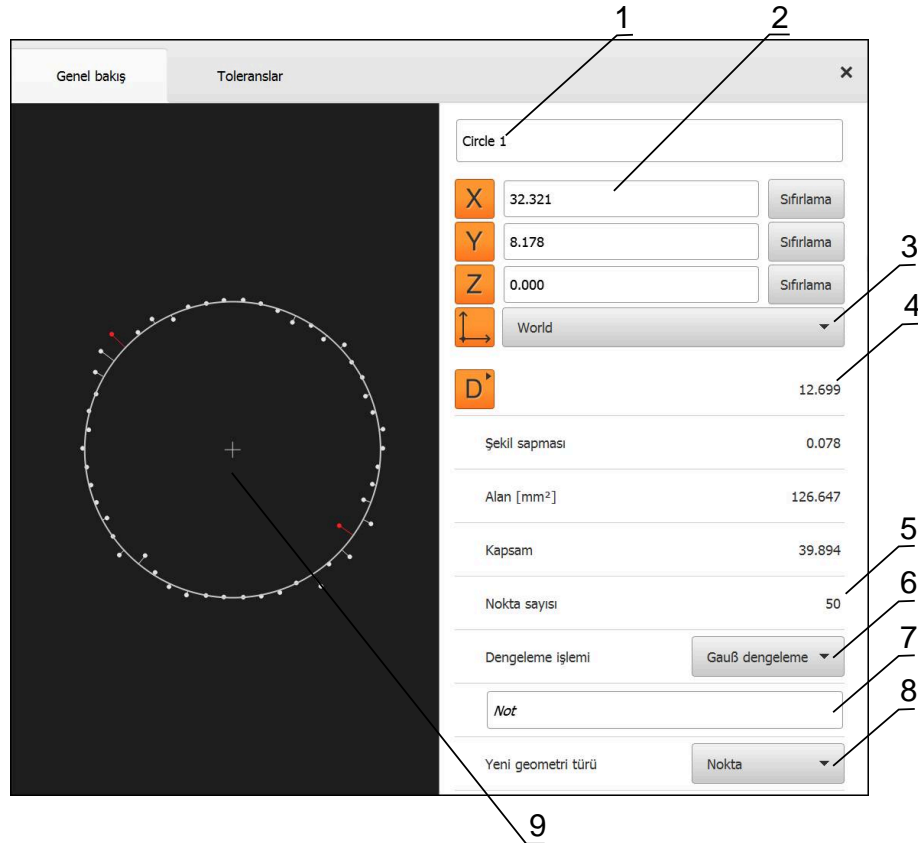 1 2
Genel bakış Toleranslar ×
Circle 1
X 32.321 Sıfırlama
Y 8.178 Sıfırlama
3
Z 0.000 Sıfırlama
4
World
D 12.699
Şekil sapması 0.078
Alan [mm²] 126.647
5
Kapsam 39.894
6
Nokta sayısı 50
7
Dengeleme işlemi Gauß dengeleme
8
Not
Yeni geometri türü Nokta
9